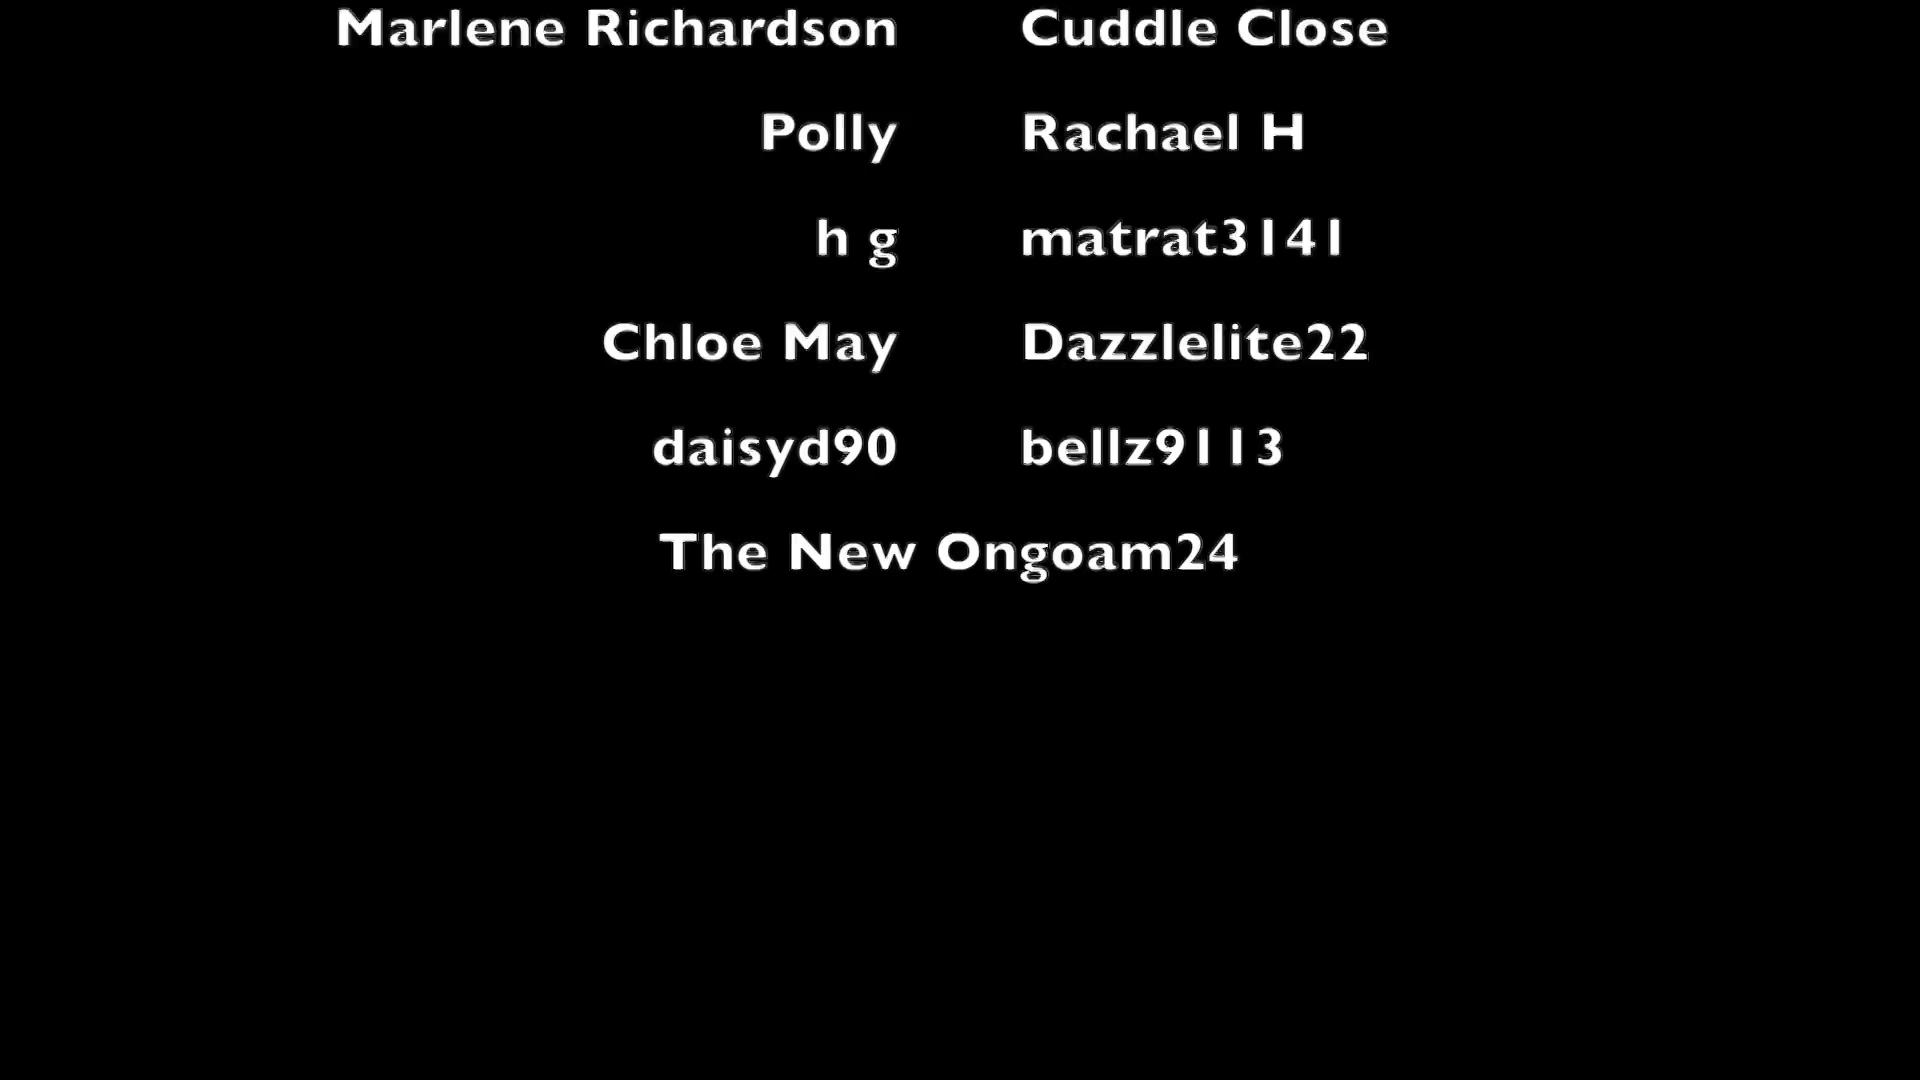 Marlene Richardson Cuddle Close
Polly Rachael H
h g matrat3141
Chloe May Dazzlelite22
daisyd90 bellz9113
The New Ongoam24